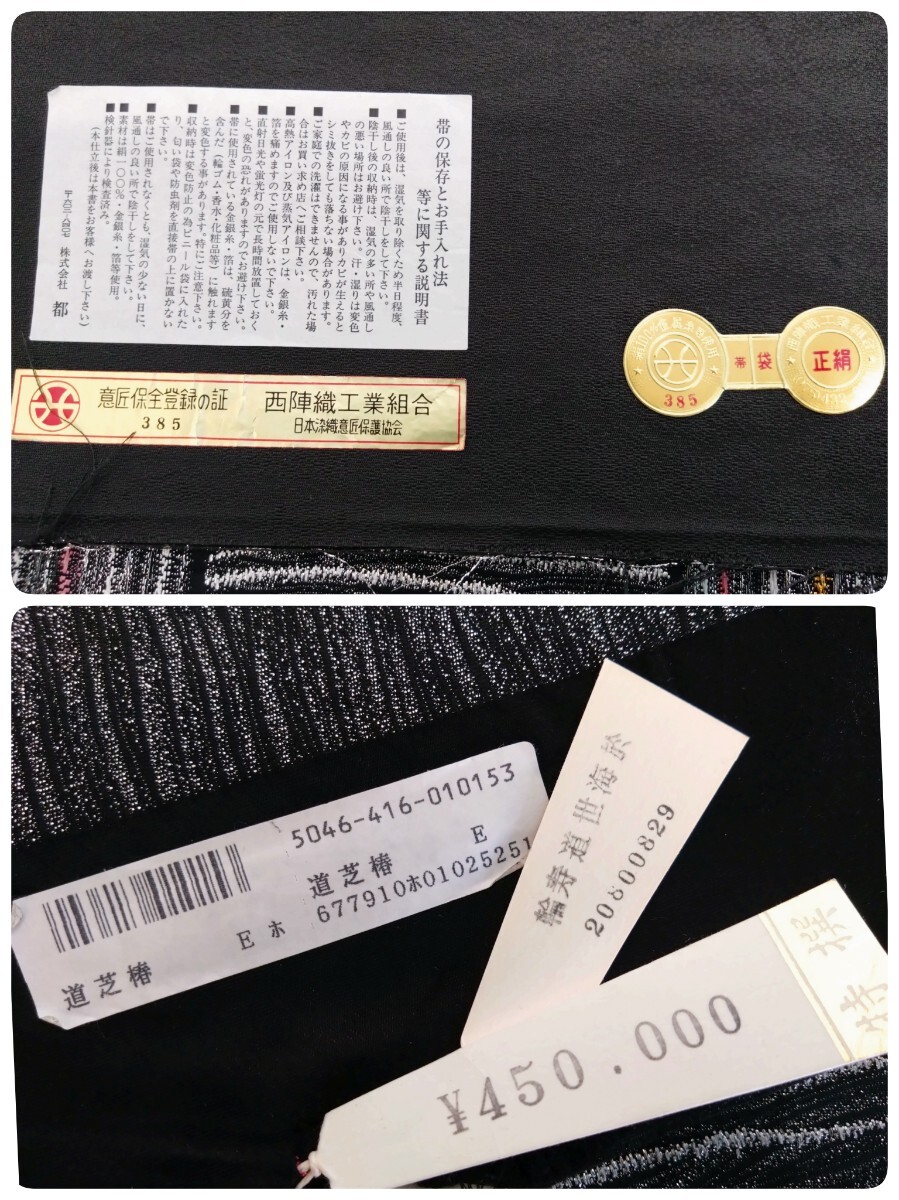 帯の保存とお手入れ法
等に関する説明書
■ご使用後は、湿気を取り除くため半日程度、
風通しの良い所で陰干しをして下さい。
■陰干し後の収納時は、湿気の多い所や風通し
の悪い場所はお避け下さい。汗・湿りは変色
やカビの原因になる事がありカビが生えると
シミ抜きをしても落ちない場合があります。
■ご家庭での洗濯はできませんので、汚れた場
合はお買い求め店へご相談下さい。
■高熱アイロン及び蒸気アイロンは、金銀糸・
箔を痛めますのでご使用しないで下さい。
■直射日光や蛍光灯の元で長時間放置しておく
と、変色の恐れがありますのでお避け下さい。
■帯に使用されている金銀糸・箔は、硫黄分を
含んだ(輪ゴム・香水・化粧品等)に触れます
と変色する事があります。特にご注意下さい。
■収納時は変色防止の為ビニール袋に入れた
り、匂い袋や防虫剤を直接帯の上に置かない
で下さい。
■帯はご使用されなくとも、湿気の少ない日に、
風通しの良い所で陰干しをして下さい。
■素材は絹一〇〇%・金銀糸・箔等使用。
■検針器により検査済み。
(本仕立後は本書をお客様へお渡し下さい)
株式会社 都
意匠保全登録の証
385
西陣織工業組合
日本染織意匠保護協会
385
帯 袋
西陣織工業組合
正絹
5046-416-010153
道芝椿 E
677910ホ01025251
Eホ
道芝椿
輪寿道世海於
20800829
特撰
¥450.000